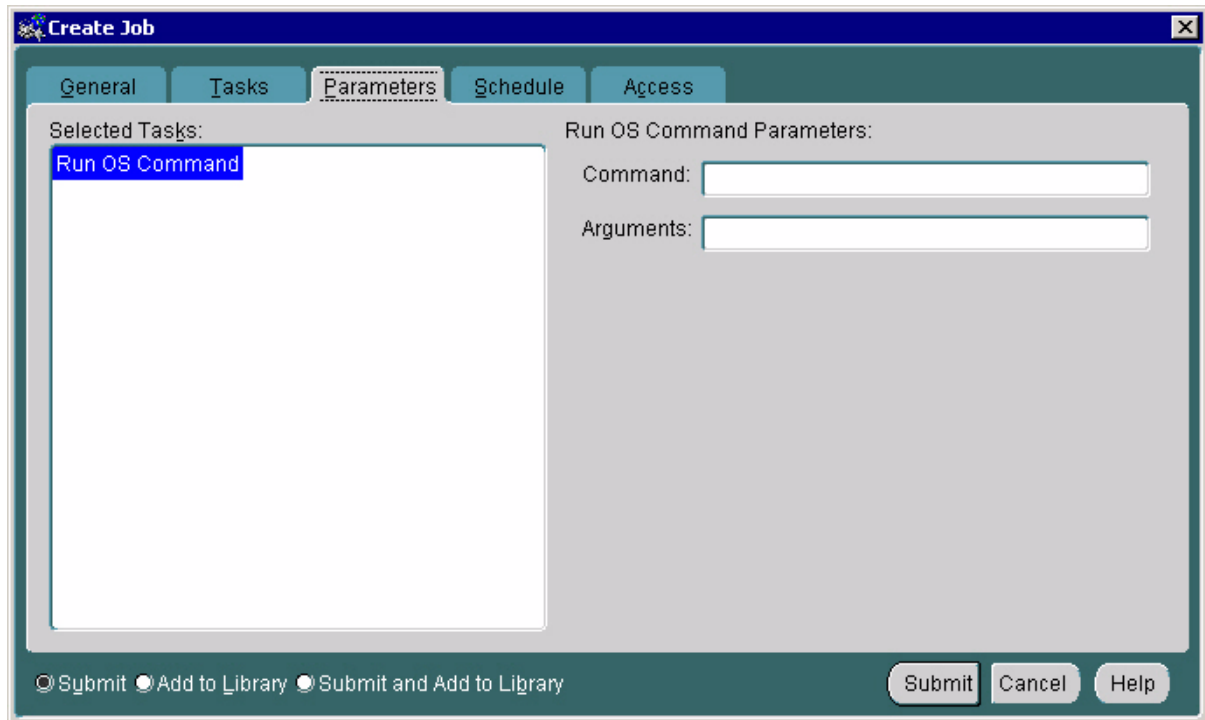 Create Job
General Tasks Parameters Schedule Access
Selected Tasks:
Run OS Command
Run OS Command Parameters:
Command:
Arguments:
Submit Add to Library Submit and Add to Library
Submit Cancel Help